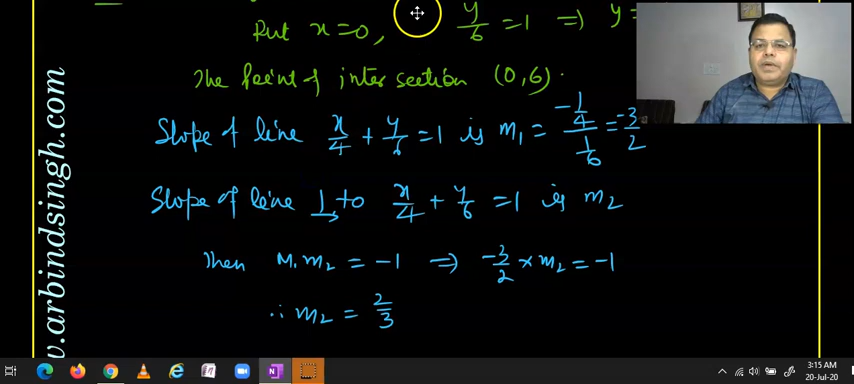 Put x=0, y/6 = 1 ⇒ y=
The Point of intersection (0,6).
Slope of line x/4 + y/6 = 1 is m₁ = (-1/4)/(1/6) = -3/2
Slope of line ⊥ to x/4 + y/6 = 1 is m₂
Then m₁m₂ = -1 ⇒ -3/2 × m₂ = -1
∴ m₂ = 2/3
w.arbindsingh.com
3:15 AM
20-Jul-20